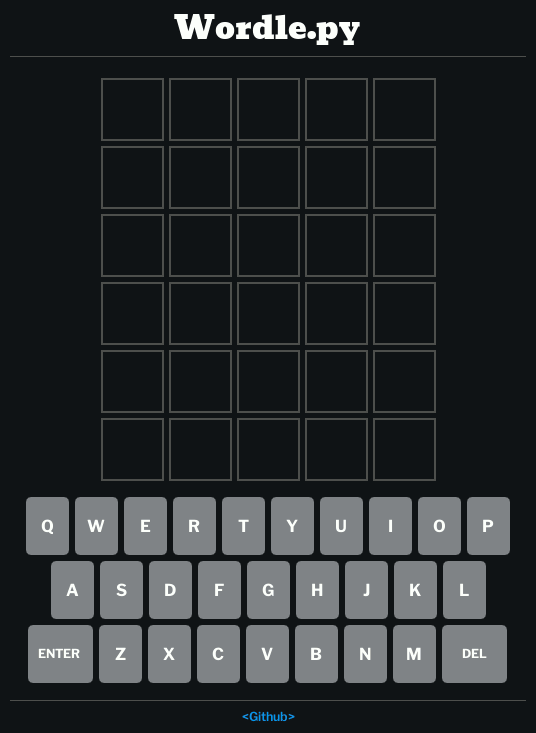 Wordle.py
Q W E R T Y U I O P
A S D F G H J K L
ENTER Z X C V B N M DEL
<Github>